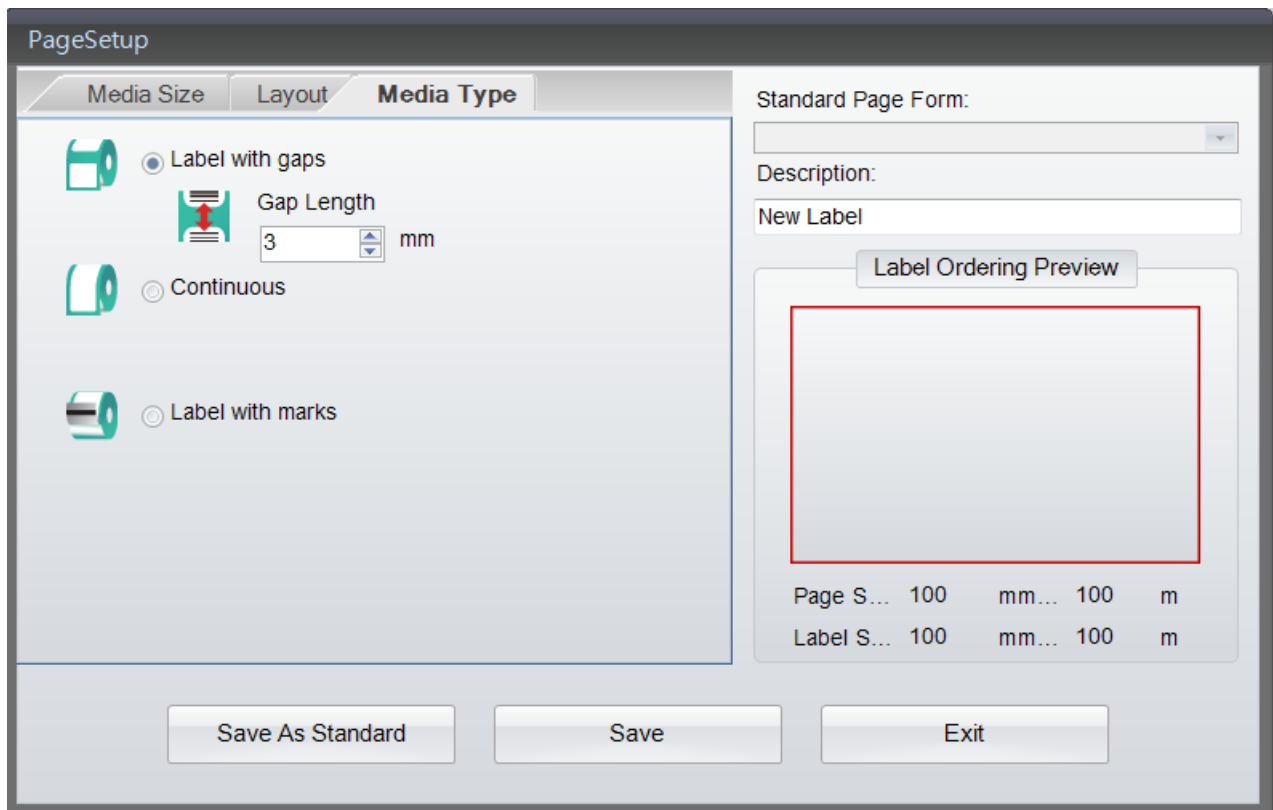 PageSetup
Media Size Layout Media Type
Label with gaps
Gap Length
3 mm
Continuous
Label with marks
Standard Page Form:
Description:
New Label
Label Ordering Preview
Page S... 100 mm... 100 m
Label S... 100 mm... 100 m
Save As Standard Save Exit